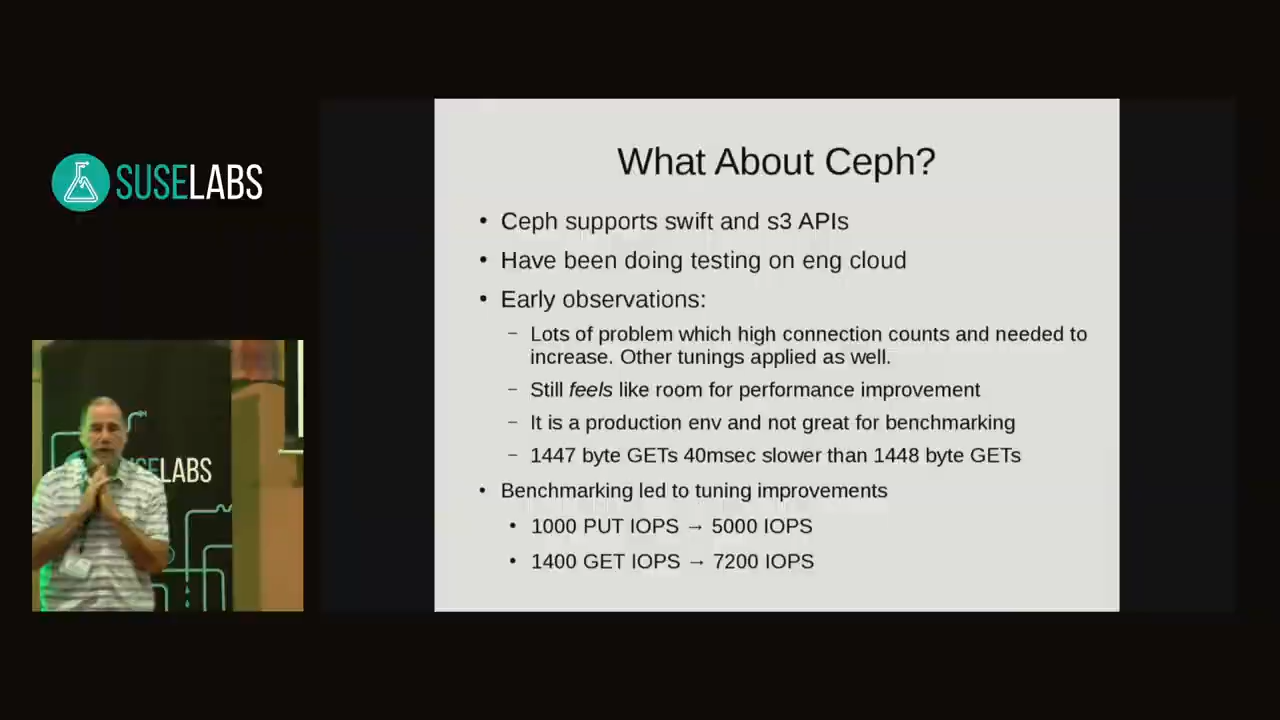 SUSELABS
What About Ceph?
• Ceph supports swift and s3 APIs
• Have been doing testing on eng cloud
• Early observations:
– Lots of problem which high connection counts and needed to
increase. Other tunings applied as well.
– Still feels like room for performance improvement
– It is a production env and not great for benchmarking
– 1447 byte GETs 40msec slower than 1448 byte GETs
• Benchmarking led to tuning improvements
• 1000 PUT IOPS → 5000 IOPS
• 1400 GET IOPS → 7200 IOPS
SELABS